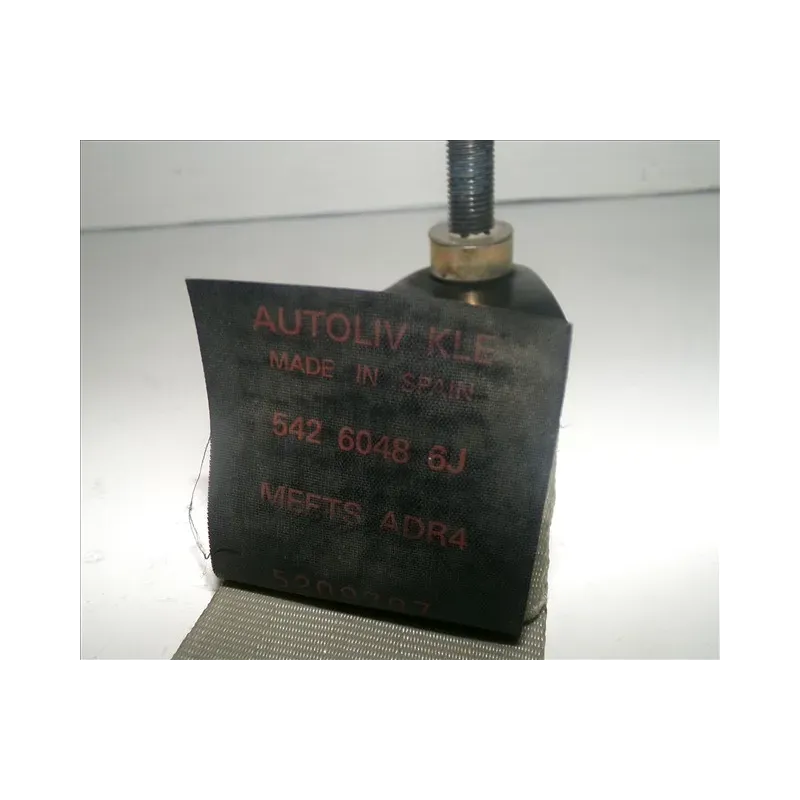 AUTOLIV KLE
MADE IN SPAIN
542 6048 6J
MEETS ADR4